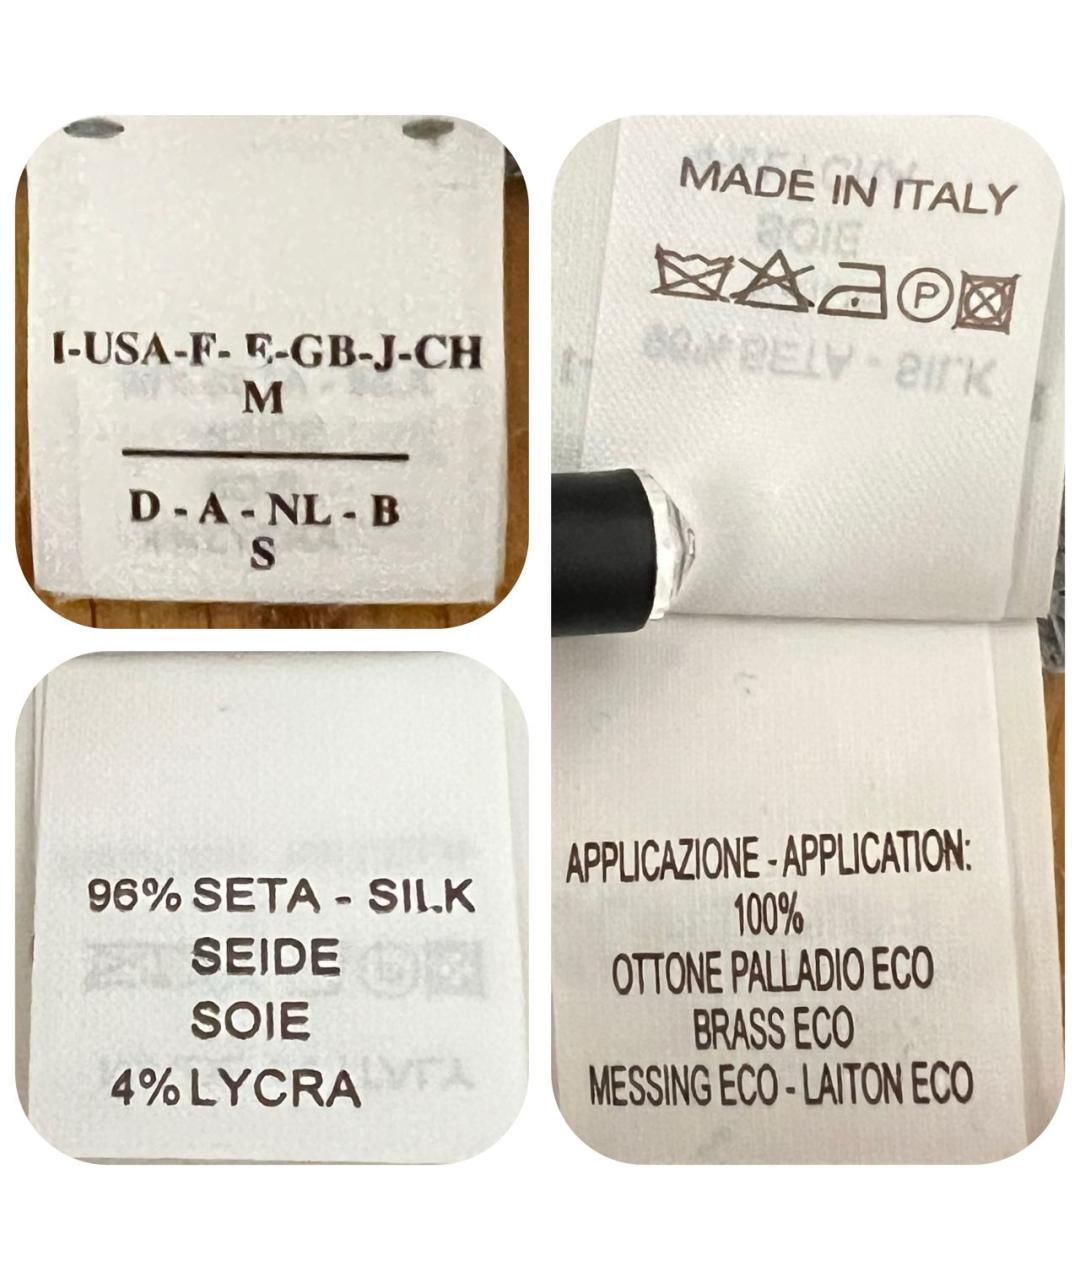 I-USA-F- E-GB-J-CH
M
D - A - NL - B
S
96% SETA - SILK
SEIDE
SOIE
4% LYCRA
MADE IN ITALY
P
APPLICAZIONE - APPLICATION:
100%
OTTONE PALLADIO ECO
BRASS ECO
MESSING ECO - LAITON ECO